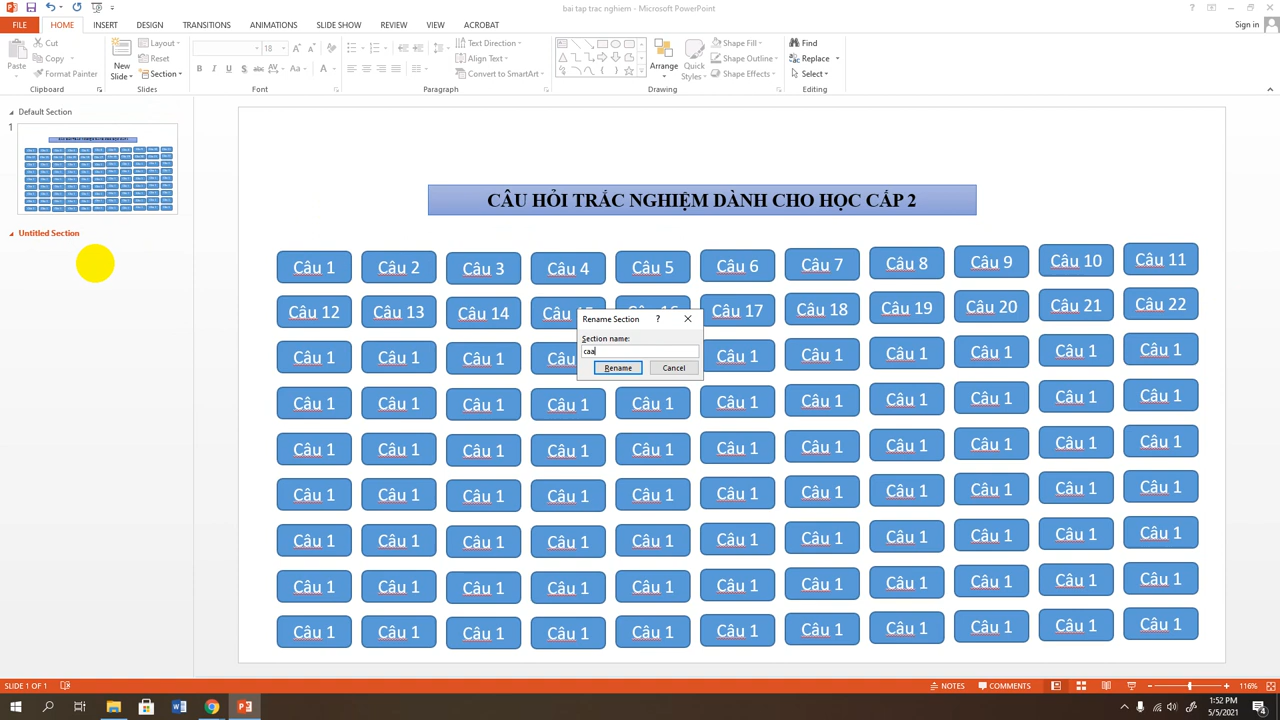 bai tap trac nghiem - Microsoft PowerPoint
Sign in
FILE HOME INSERT DESIGN TRANSITIONS ANIMATIONS SLIDE SHOW REVIEW VIEW ACROBAT
Paste
Cut
Copy
Format Painter
Clipboard
New Slide
Layout
Reset
Section
Slides
18
B I U S abc AV Aa A
Font
Paragraph
Text Direction
Align Text
Convert to SmartArt
Arrange
Quick Styles
Shape Fill
Shape Outline
Shape Effects
Drawing
Find
Replace
Select
Editing
Default Section
1
Untitled Section
CÂU HỎI TRẮC NGHIỆM DÀNH CHO HỌC CẤP 2
Câu 1 Câu 2 Câu 3 Câu 4 Câu 5 Câu 6 Câu 7 Câu 8 Câu 9 Câu 10 Câu 11
Câu 12 Câu 13 Câu 14 Câu 17 Câu 18 Câu 19 Câu 20 Câu 21 Câu 22
Rename Section ? 
Section name:
caa
Rename Cancel
Câu 1 Câu 1 Câu 1 Câu 1 Câu 1 Câu 1 Câu 1 Câu 1
Câu 1 Câu 1 Câu 1 Câu 1 Câu 1 Câu 1 Câu 1 Câu 1 Câu 1 Câu 1 Câu 1
Câu 1 Câu 1 Câu 1 Câu 1 Câu 1 Câu 1 Câu 1 Câu 1 Câu 1 Câu 1 Câu 1
Câu 1 Câu 1 Câu 1 Câu 1 Câu 1 Câu 1 Câu 1 Câu 1 Câu 1 Câu 1 Câu 1
Câu 1 Câu 1 Câu 1 Câu 1 Câu 1 Câu 1 Câu 1 Câu 1 Câu 1 Câu 1 Câu 1
Câu 1 Câu 1 Câu 1 Câu 1 Câu 1 Câu 1 Câu 1 Câu 1 Câu 1 Câu 1 Câu 1
Câu 1 Câu 1 Câu 1 Câu 1 Câu 1 Câu 1 Câu 1 Câu 1 Câu 1 Câu 1 Câu 1
SLIDE 1 OF 1
NOTES
COMMENTS
116%
1:52 PM
5/5/2021
4